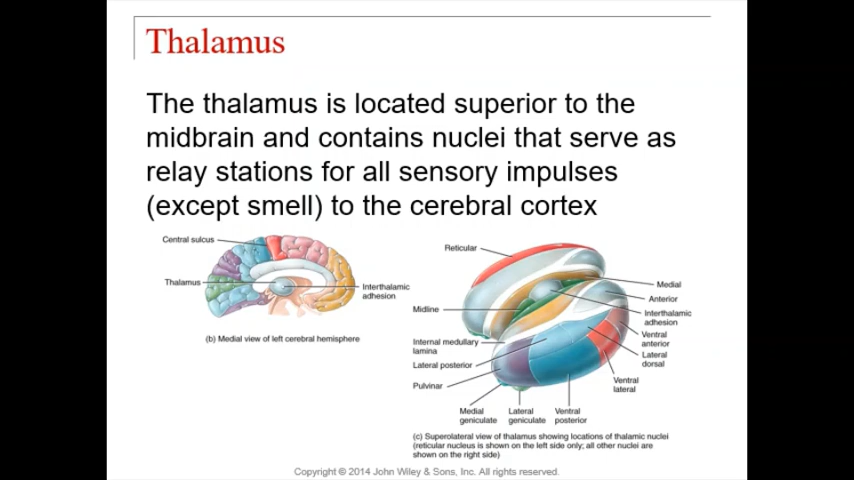 Thalamus
The thalamus is located superior to the
midbrain and contains nuclei that serve as
relay stations for all sensory impulses
(except smell) to the cerebral cortex
Central sulcus
Thalamus
Interthalamic
adhesion
(b) Medial view of left cerebral hemisphere
Reticular
Medial
Anterior
Midline
Interthalamic
adhesion
Ventral
anterior
Internal medullary
lamina
Lateral
dorsal
Lateral posterior
Pulvinar
Ventral
lateral
Medial
geniculate
Lateral
geniculate
Ventral
posterior
(c) Superolateral view of thalamus showing locations of thalamic nuclei
(reticular nucleus is shown on the left side only; all other nuclei are
shown on the right side)
Copyright © 2014 John Wiley & Sons, Inc. All rights reserved.